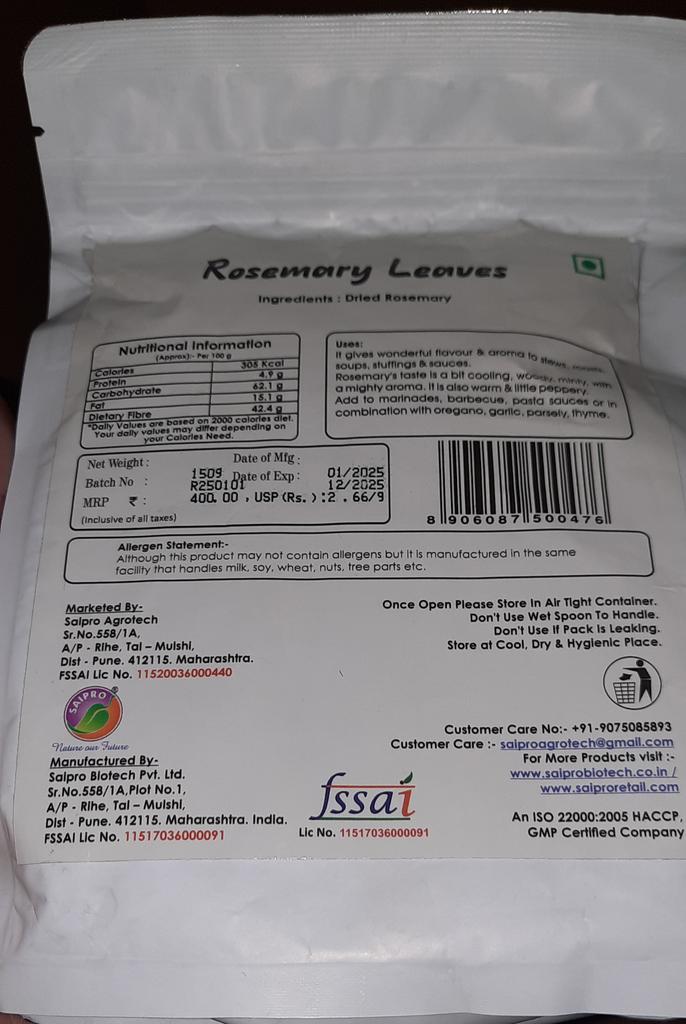 Rosemary Leaves
Ingredients : Dried Rosemary
Nutritional Information
(Approx):- Per 100 g
Calories 305 Kcal
Protein 4.9 g
Carbohydrate 62.1 g
Fat 15.1 g
Dietary Fibre 42.4 g
*Daily Values are based on 2000 calories diet.
Your daily values may differ depending on
your Calories Need.
Uses:
It gives wonderful flavour & aroma to stews, roasts,
soups, stuffings & sauces.
Rosemary's taste is a bit cooling, woody, minty, with
a mighty aroma. It is also warm & little peppery.
Add to marinades, barbecue, pasta sauces or in
combination with oregano, garlic, parsely, thyme.
Net Weight : 150g Date of Mfg : 01/2025
Batch No : R250101 Date of Exp : 12/2025
MRP ₹ : 400.00 , USP (Rs. ) :2 . 66/g
(Inclusive of all taxes)
8 906087 500476
Allergen Statement:-
Although this product may not contain allergens but it is manufactured in the same
facility that handles milk, soy, wheat, nuts, tree parts etc.
Marketed By-
Saipro Agrotech
Sr.No.558/1A,
A/P - Rihe, Tal – Mulshi,
Dist - Pune. 412115. Maharashtra.
FSSAI Lic No. 11520036000440
Once Open Please Store In Air Tight Container.
Don't Use Wet Spoon To Handle.
Don't Use If Pack Is Leaking.
Store at Cool, Dry & Hygienic Place.
SAIPRO ®
Nature our Future
Manufactured By-
Saipro Biotech Pvt. Ltd.
Sr.No.558/1A,Plot No.1,
A/P - Rihe, Tal – Mulshi,
Dist - Pune. 412115. Maharashtra. India.
FSSAI Lic No. 11517036000091
fssai
Lic No. 11517036000091
Customer Care No:- +91-9075085893
Customer Care :- saiproagrotech@gmail.com
For More Products visit :-
www.saiprobiotech.co.in /
www.saiproretail.com
An ISO 22000:2005 HACCP,
GMP Certified Company